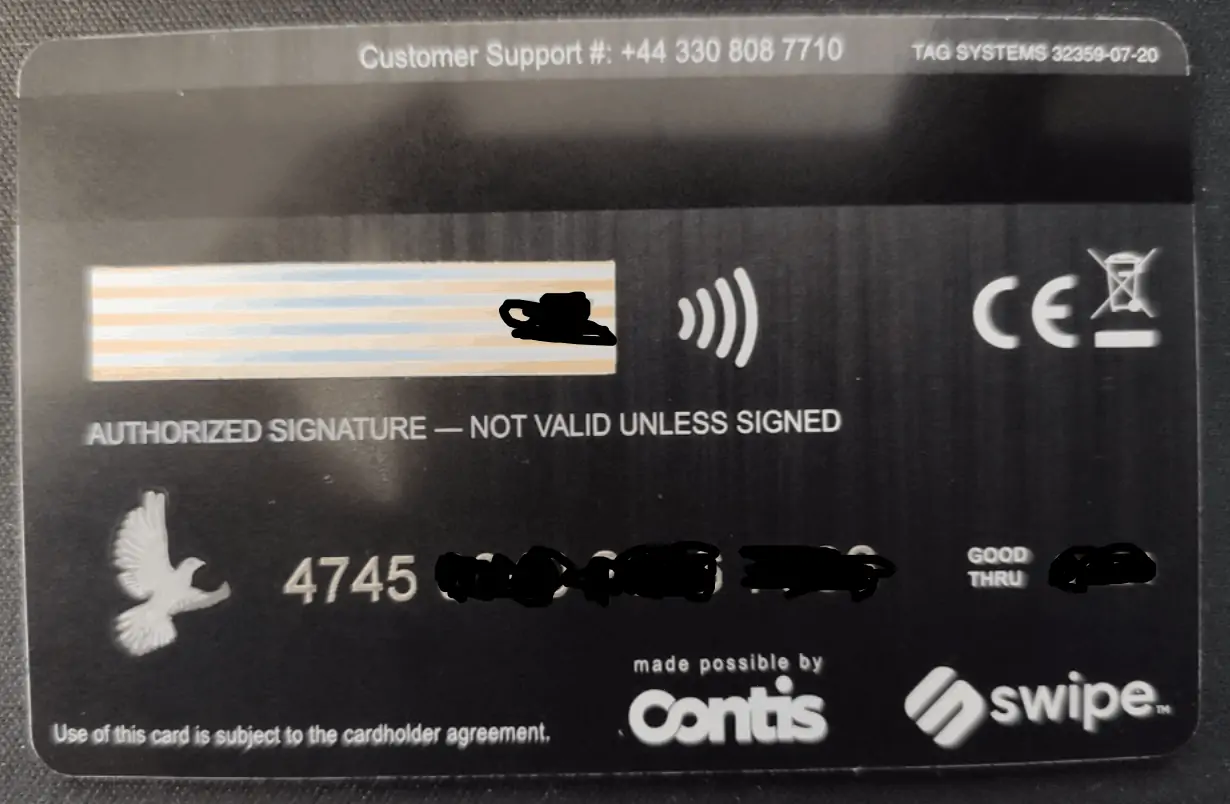 Customer Support #: +44 330 808 7710
TAG SYSTEMS 32359-07-20
AUTHORIZED SIGNATURE — NOT VALID UNLESS SIGNED
4745
GOOD
THRU
made possible by
Contis
swipe™
Use of this card is subject to the cardholder agreement.